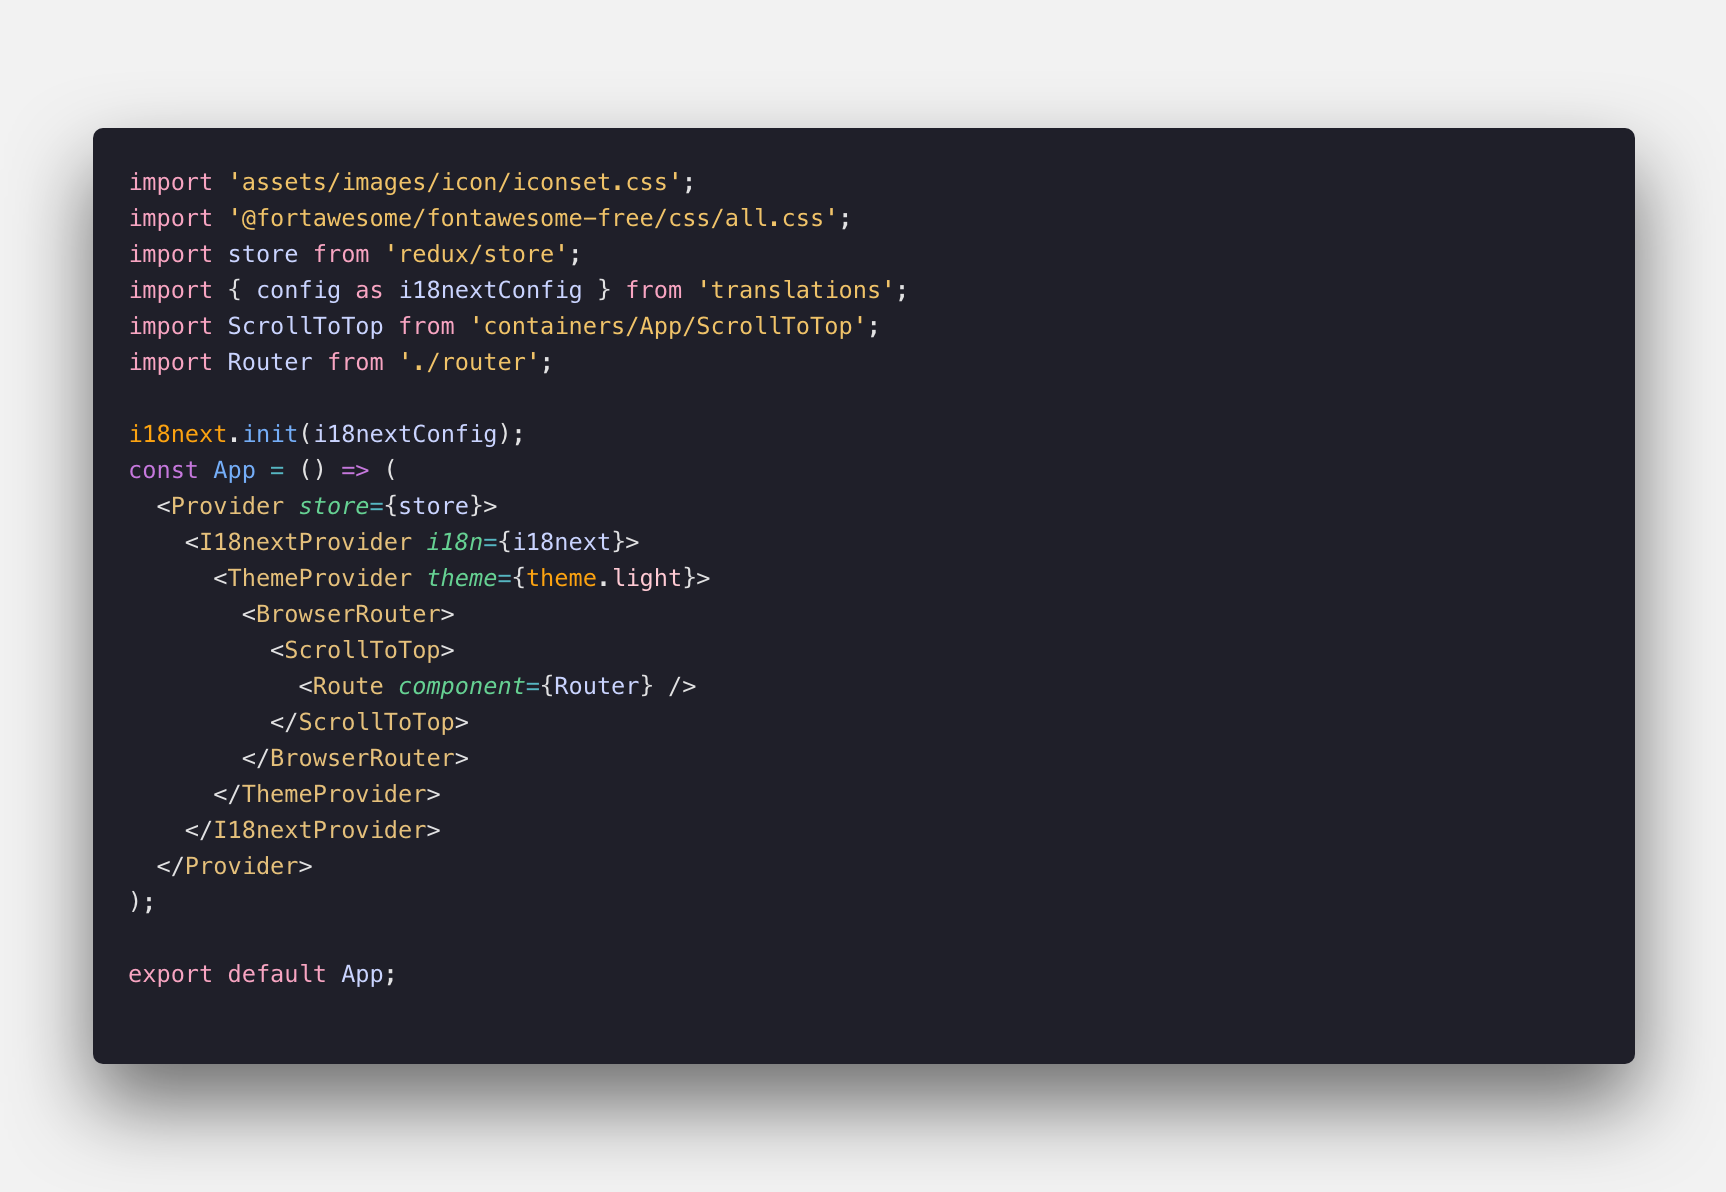 import 'assets/images/icon/iconset.css';
import '@fortawesome/fontawesome-free/css/all.css';
import store from 'redux/store';
import { config as i18nextConfig } from 'translations';
import ScrollToTop from 'containers/App/ScrollToTop';
import Router from './router';

i18next.init(i18nextConfig);
const App = () => (
  <Provider store={store}>
    <I18nextProvider i18n={i18next}>
      <ThemeProvider theme={theme.light}>
        <BrowserRouter>
          <ScrollToTop>
            <Route component={Router} />
          </ScrollToTop>
        </BrowserRouter>
      </ThemeProvider>
    </I18nextProvider>
  </Provider>
);

export default App;